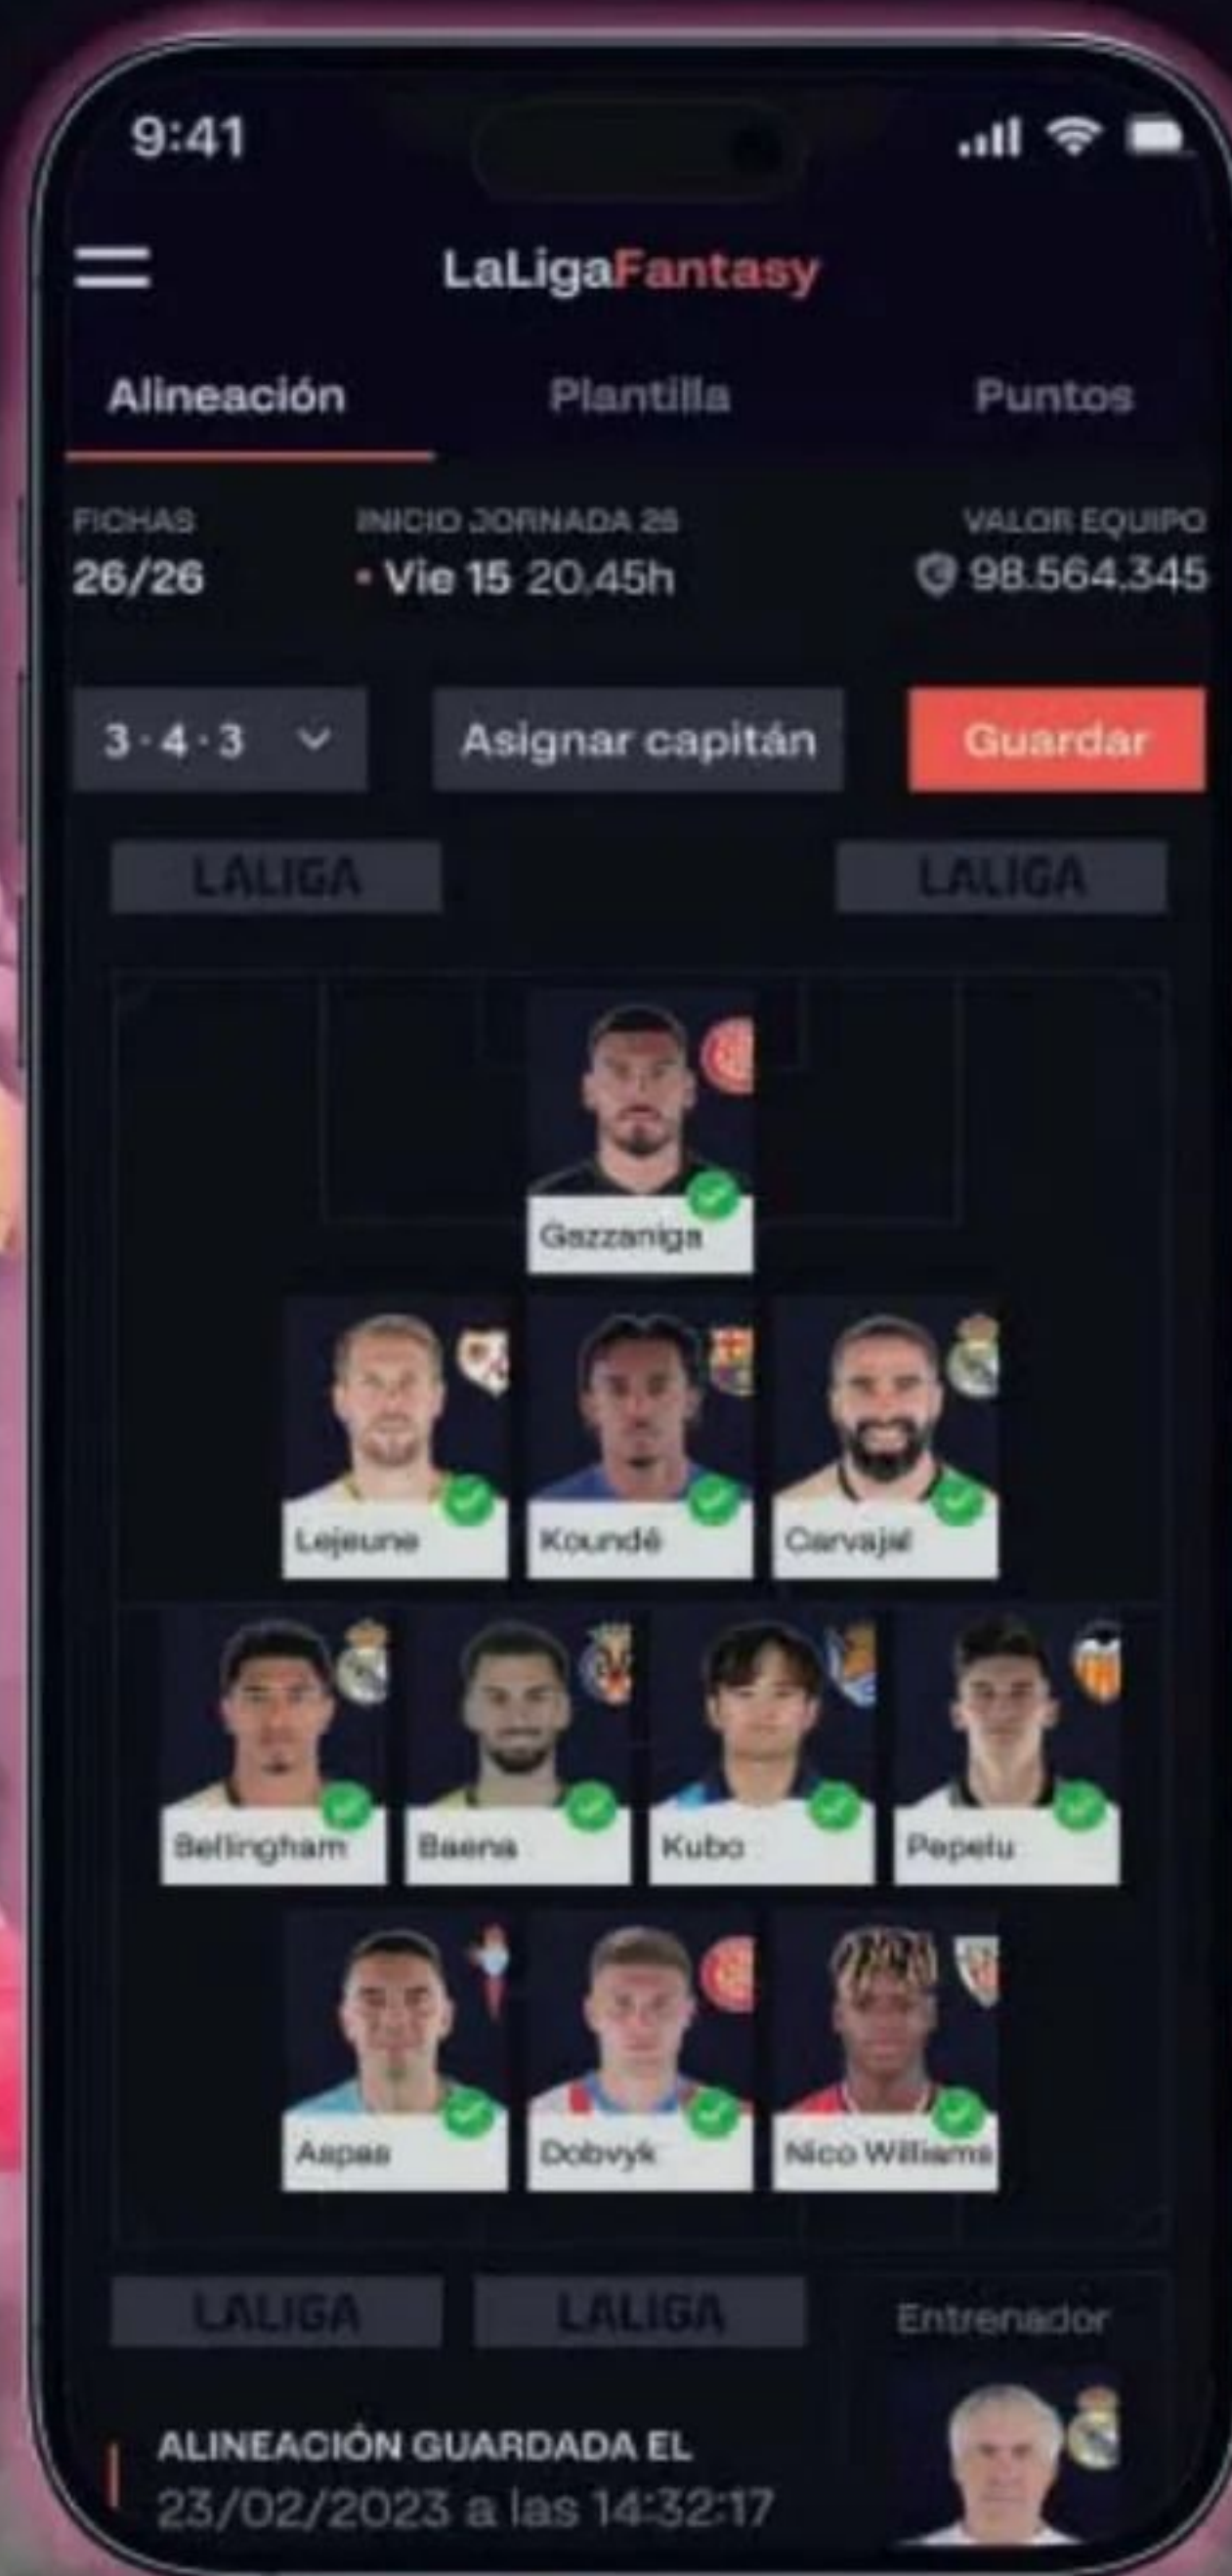 9:41
LaLigaFantasy
Alineación Plantilla Puntos
FICHAS INICIO JORNADA 26 VALOR EQUIPO
26/26 Vie 15 20.45h 98.564.345
3·4·3 Asignar capitán Guardar
LALIGA LALIGA
Gazzaniga
Lejeune Koundé Carvajal
Bellingham Baena Kubo Pepelu
Aspas Dobvyk Nico Williams
LALIGA LALIGA Entrenador
ALINEACIÓN GUARDADA EL
23/02/2023 a las 14:32:17